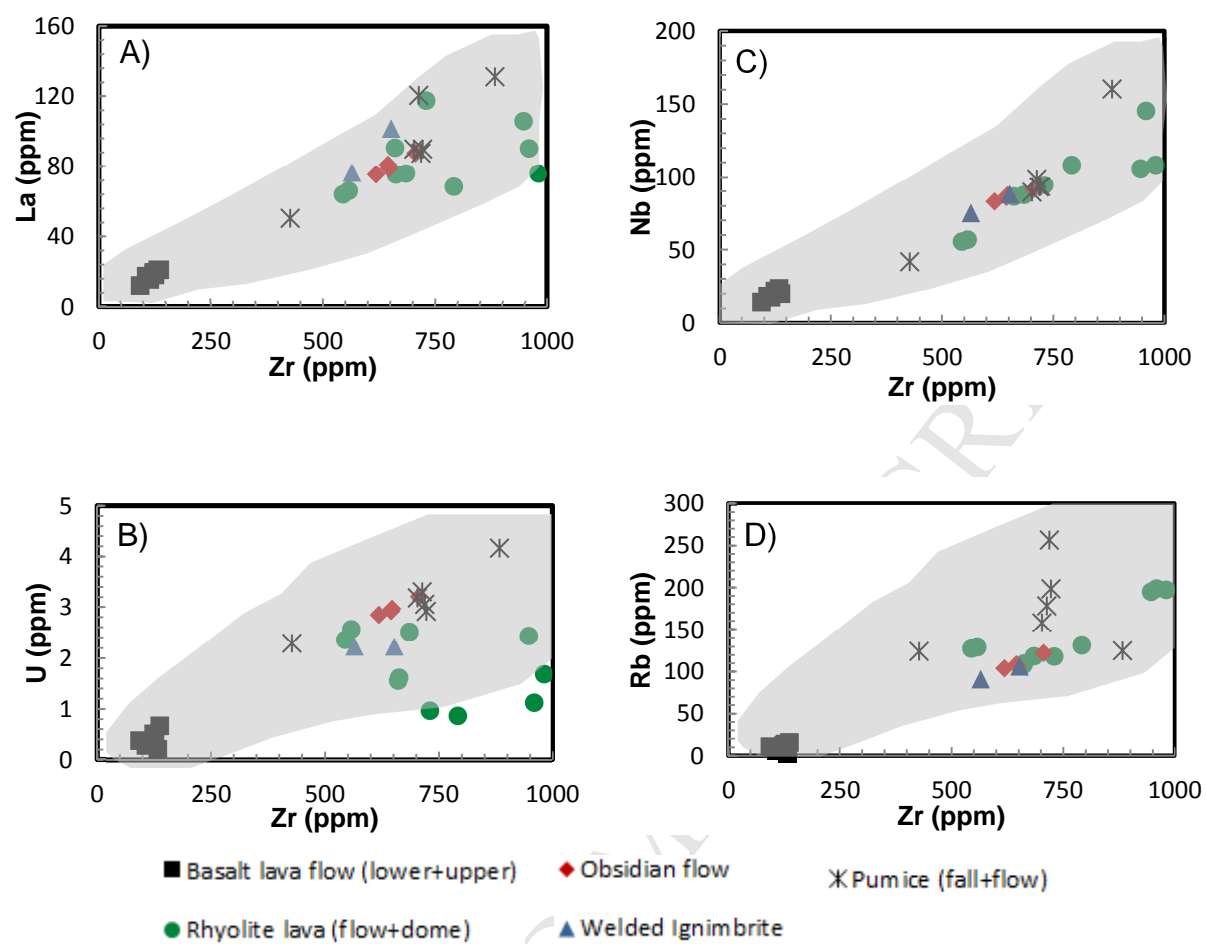 A)
La (ppm)
160
120
80
40
0
0 250 500 750 1000
Zr (ppm)
C)
Nb (ppm)
200
150
100
50
0
0 250 500 750 1000
Zr (ppm)
B)
U (ppm)
5
4
3
2
1
0
0 250 500 750 1000
Zr (ppm)
D)
Rb (ppm)
300
250
200
150
100
50
0
0 250 500 750 1000
Zr (ppm)
Basalt lava flow (lower+upper)
Obsidian flow
Pumice (fall+flow)
Rhyolite lava (flow+dome)
Welded Ignimbrite